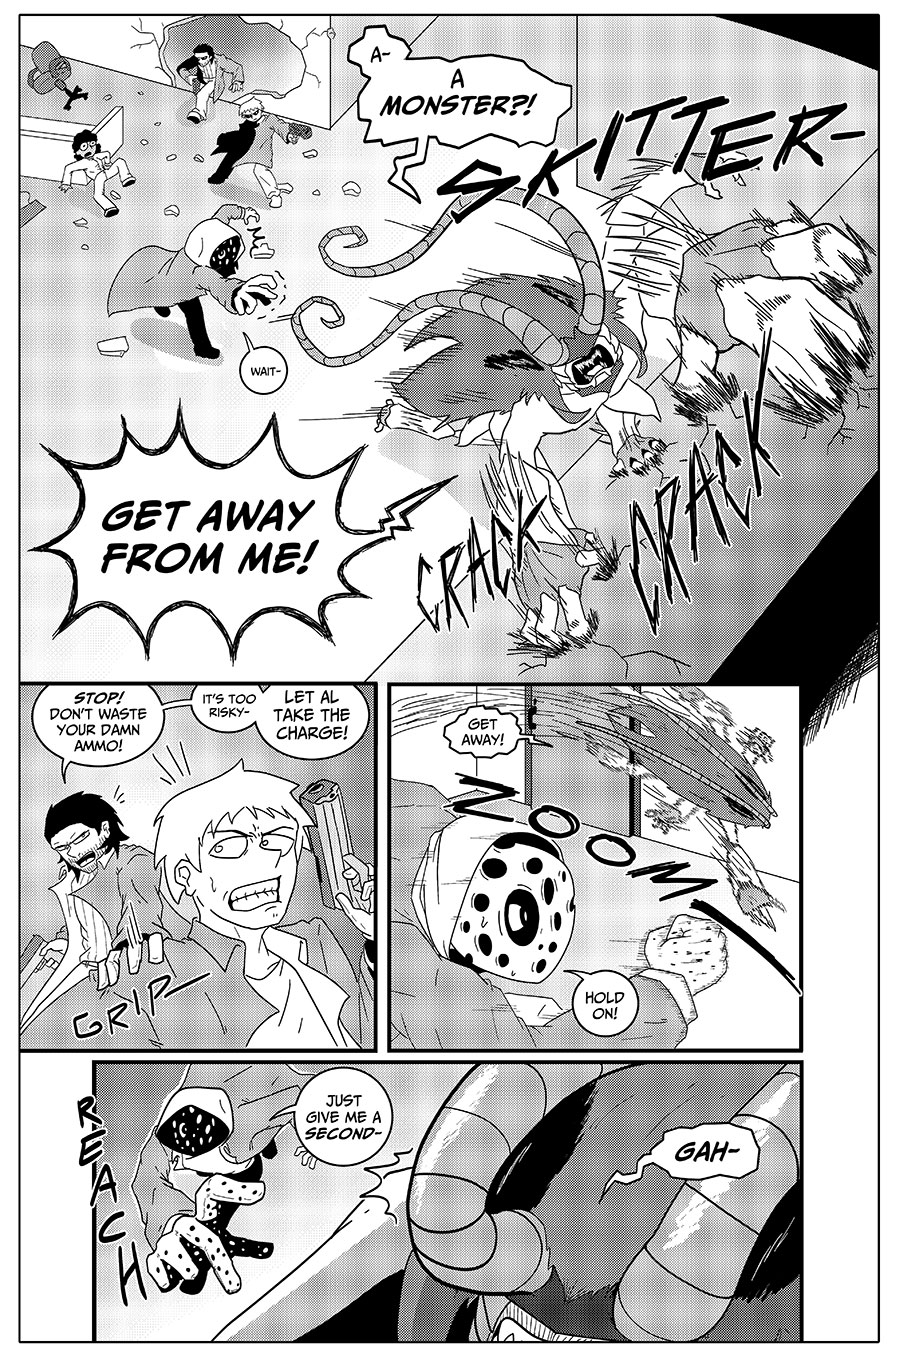 A-
A
MONSTER?!
SKITTER-
WAIT-
GET AWAY
FROM ME!
CRACK
CRACK
STOP!
DON'T WASTE
YOUR DAMN
AMMO!
IT'S TOO
RISKY-
LET AL
TAKE THE
CHARGE!
GRIP-
GET
AWAY!
ZOOM
HOLD
ON!
REACH
JUST
GIVE ME A
SECOND-
GAH-